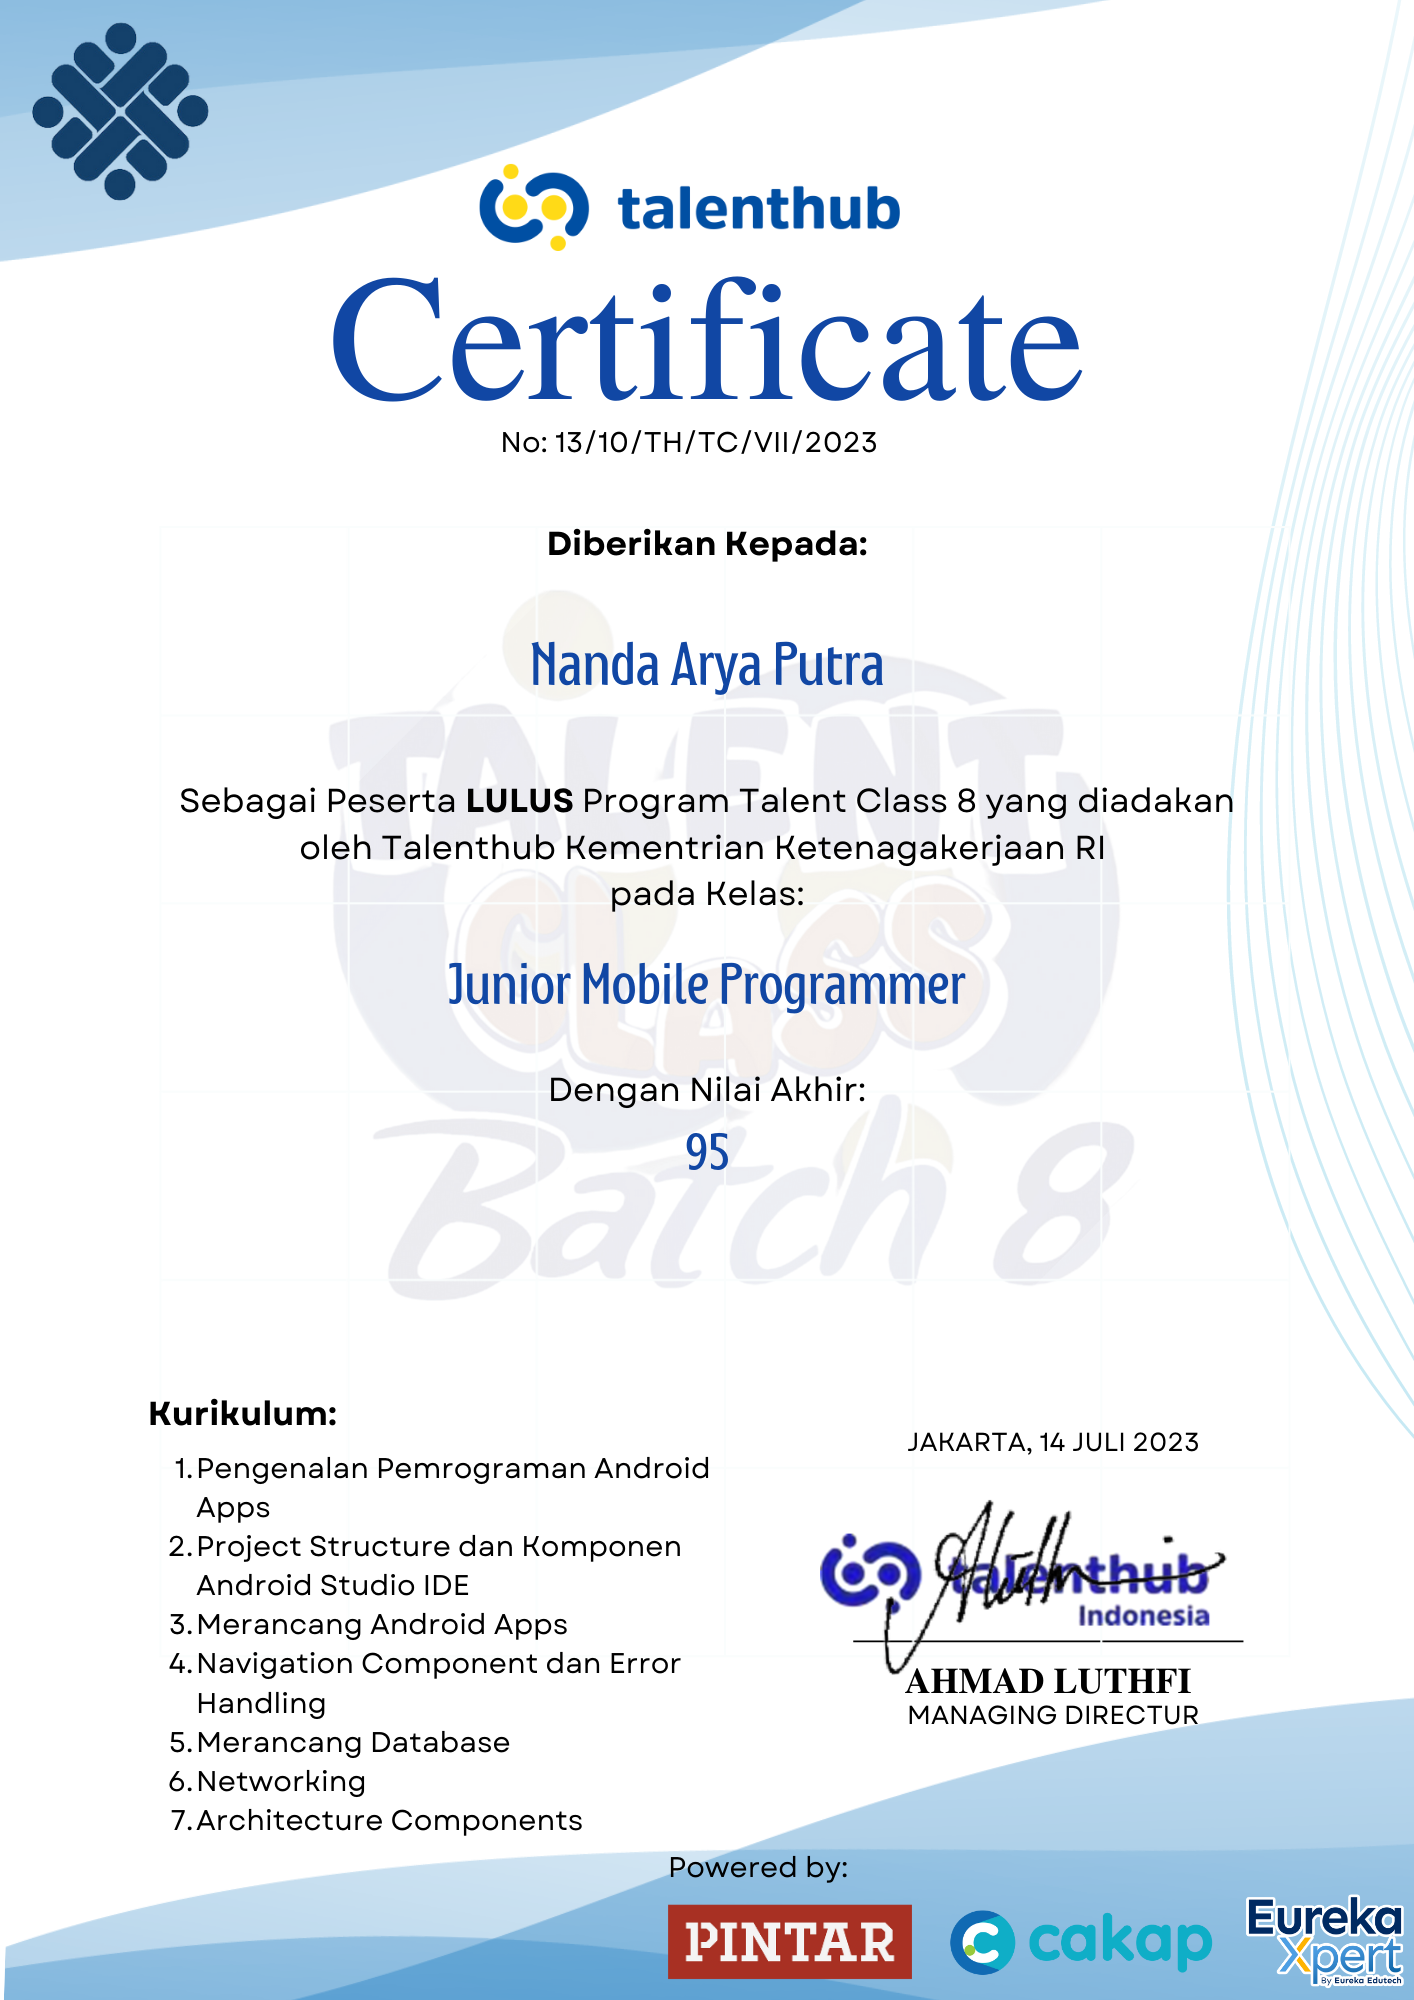 talenthub
Certificate
No: 13/10/TH/TC/VII/2023
Diberikan Kepada:
Nanda Arya Putra
Sebagai Peserta LULUS Program Talent Class 8 yang diadakan
oleh Talenthub Kementrian Ketenagakerjaan RI
pada Kelas:
Junior Mobile Programmer
Dengan Nilai Akhir:
95
TALENT
CLASS
Batch 8
Kurikulum:
1. Pengenalan Pemrograman Android
Apps
2. Project Structure dan Komponen
Android Studio IDE
3. Merancang Android Apps
4. Navigation Component dan Error
Handling
5. Merancang Database
6. Networking
7. Architecture Components
JAKARTA, 14 JULI 2023
talenthub
Indonesia
AHMAD LUTHFI
MANAGING DIRECTUR
Powered by:
PINTAR
cakap
Eureka
Xpert
By Eureka Edutech